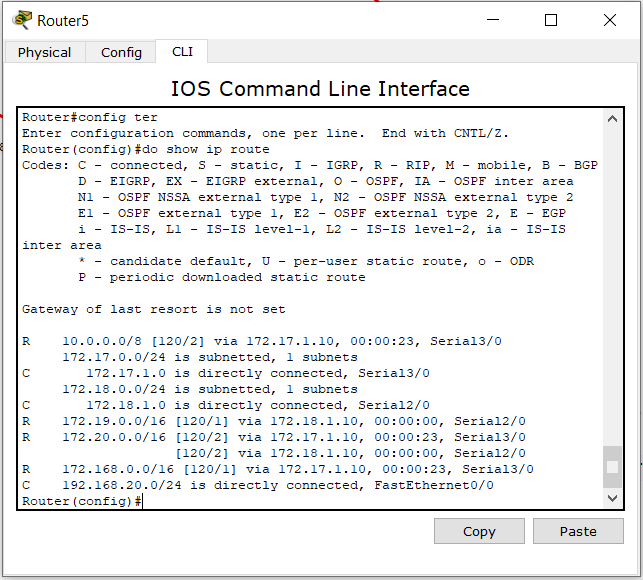 Router5
Physical Config CLI
IOS Command Line Interface
Router#config ter
Enter configuration commands, one per line.  End with CNTL/Z.
Router(config)#do show ip route
Codes: C - connected, S - static, I - IGRP, R - RIP, M - mobile, B - BGP
       D - EIGRP, EX - EIGRP external, O - OSPF, IA - OSPF inter area
       N1 - OSPF NSSA external type 1, N2 - OSPF NSSA external type 2
       E1 - OSPF external type 1, E2 - OSPF external type 2, E - EGP
       i - IS-IS, L1 - IS-IS level-1, L2 - IS-IS level-2, ia - IS-IS
inter area
       * - candidate default, U - per-user static route, o - ODR
       P - periodic downloaded static route
Gateway of last resort is not set
R    10.0.0.0/8 [120/2] via 172.17.1.10, 00:00:23, Serial3/0
     172.17.0.0/24 is subnetted, 1 subnets
C       172.17.1.0 is directly connected, Serial3/0
     172.18.0.0/24 is subnetted, 1 subnets
C       172.18.1.0 is directly connected, Serial2/0
R    172.19.0.0/16 [120/1] via 172.18.1.10, 00:00:00, Serial2/0
R    172.20.0.0/16 [120/2] via 172.17.1.10, 00:00:23, Serial3/0
                   [120/2] via 172.18.1.10, 00:00:00, Serial2/0
R    172.168.0.0/16 [120/1] via 172.17.1.10, 00:00:23, Serial3/0
C    192.168.20.0/24 is directly connected, FastEthernet0/0
Router(config)#
Copy Paste